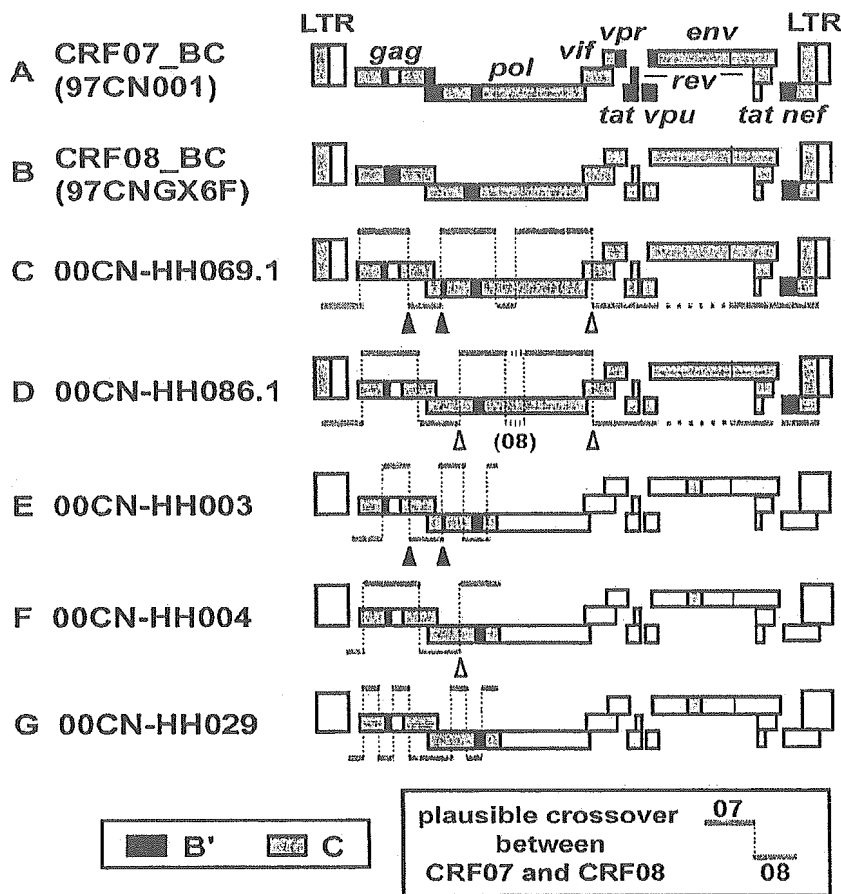 LTR
gag
pol
vif
vpr
env
LTR
rev
tat vpu
tat nef
A CRF07_BC
(97CN001)
B CRF08_BC
(97CNGX6F)
C 00CN-HH069.1
D 00CN-HH086.1
(08)
E 00CN-HH003
F 00CN-HH004
G 00CN-HH029
B' C
plausible crossover
between
CRF07 and CRF08
07
08